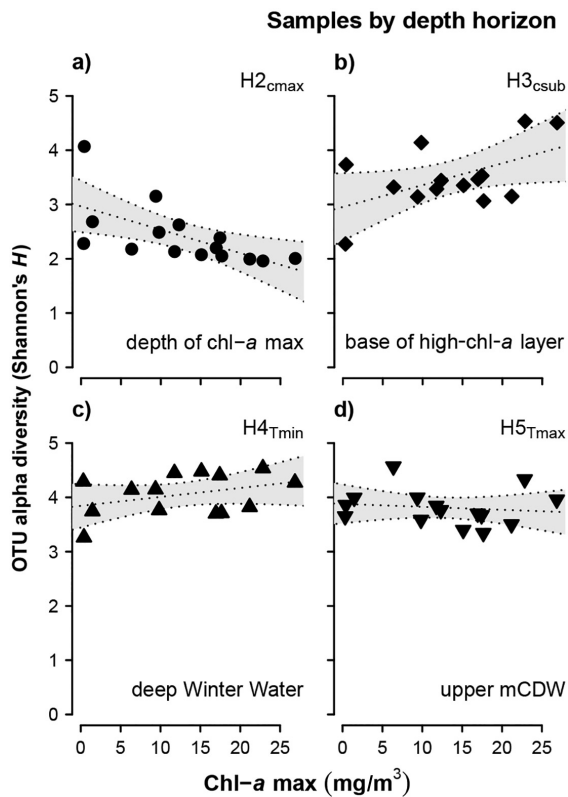 Samples by depth horizon
a)
H2cmax
b)
H3csub
5
4
3
2
1
0
depth of chl−a max
base of high-chl-a layer
c)
H4Tmin
d)
H5Tmax
5
4
3
2
1
0
deep Winter Water
upper mCDW
0 5 10 15 20 25
0 5 10 15 20 25
OTU alpha diversity (Shannon's H)
Chl−a max (mg/m³)